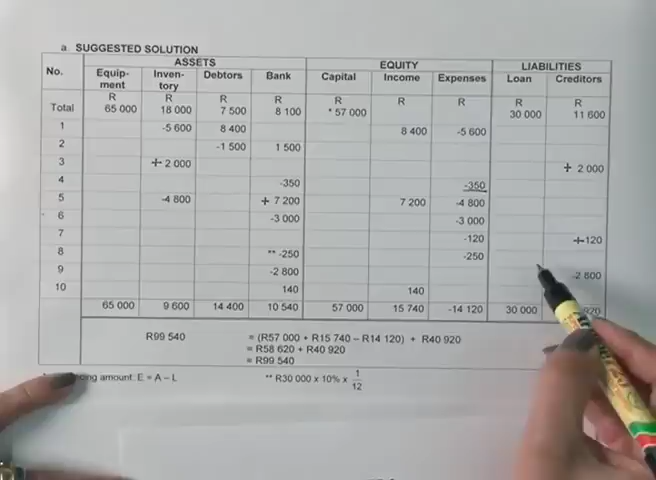 a. SUGGESTED SOLUTION
ASSETS EQUITY LIABILITIES
No. Equip-ment Inven-tory Debtors Bank Capital Income Expenses Loan Creditors
R R R R R R R R R
Total 65 000 18 000 7 500 8 100 * 57 000 30 000 11 600
1 -5 600 8 400 8 400 -5 600
2 -1 500 1 500
3 + 2 000 + 2 000
4 -350 -350
5 -4 800 + 7 200 7 200 -4 800
6 -3 000 -3 000
7 -120 +120
8 ** -250 -250
9 -2 800 -2 800
10 140 140
65 000 9 600 14 400 10 540 57 000 15 740 -14 120 30 000 920
R99 540 = (R57 000 + R15 740 – R14 120) + R40 920
= R58 620 + R40 920
= R99 540
amount: E = A – L ** R30 000 x 10% x 1/12